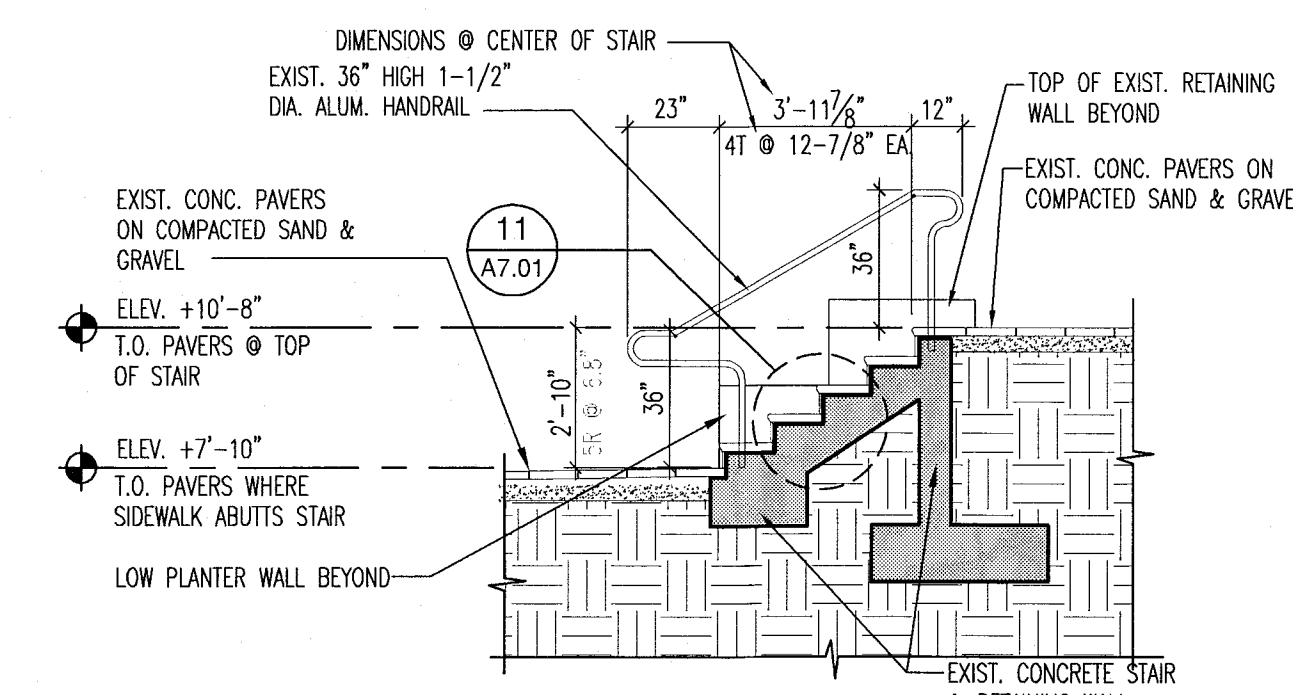 DIMENSIONS @ CENTER OF STAIR
EXIST. 36" HIGH 1-1/2"
DIA. ALUM. HANDRAIL
23"
3'-11 7/8"
12"
4T @ 12-7/8" EA.
TOP OF EXIST. RETAINING
WALL BEYOND
EXIST. CONC. PAVERS ON
COMPACTED SAND & GRAVE
EXIST. CONC. PAVERS
ON COMPACTED SAND &
GRAVEL
11
A7.01
36"
ELEV. +10'-8"
T.O. PAVERS @ TOP
OF STAIR
2'-10"
5R @ 6.8"
36"
ELEV. +7'-10"
T.O. PAVERS WHERE
SIDEWALK ABUTTS STAIR
LOW PLANTER WALL BEYOND
EXIST. CONCRETE STAIR